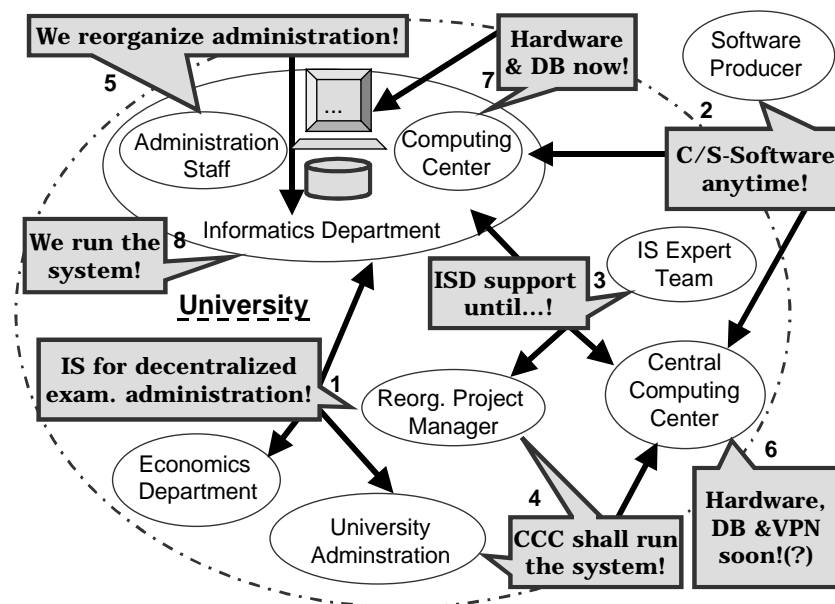 We reorganize administration!
5
Hardware
& DB now!
7
Software
Producer
2
...
Administration
Staff
Computing
Center
C/S-Software
anytime!
Informatics Department
We run the
system!
8
ISD support
until...!
3
IS Expert
Team
University
IS for decentralized
exam. administration!
1
Reorg. Project
Manager
Central
Computing
Center
Economics
Department
University
Adminstration
4
CCC shall run
the system!
6
Hardware,
DB &VPN
soon!(?)